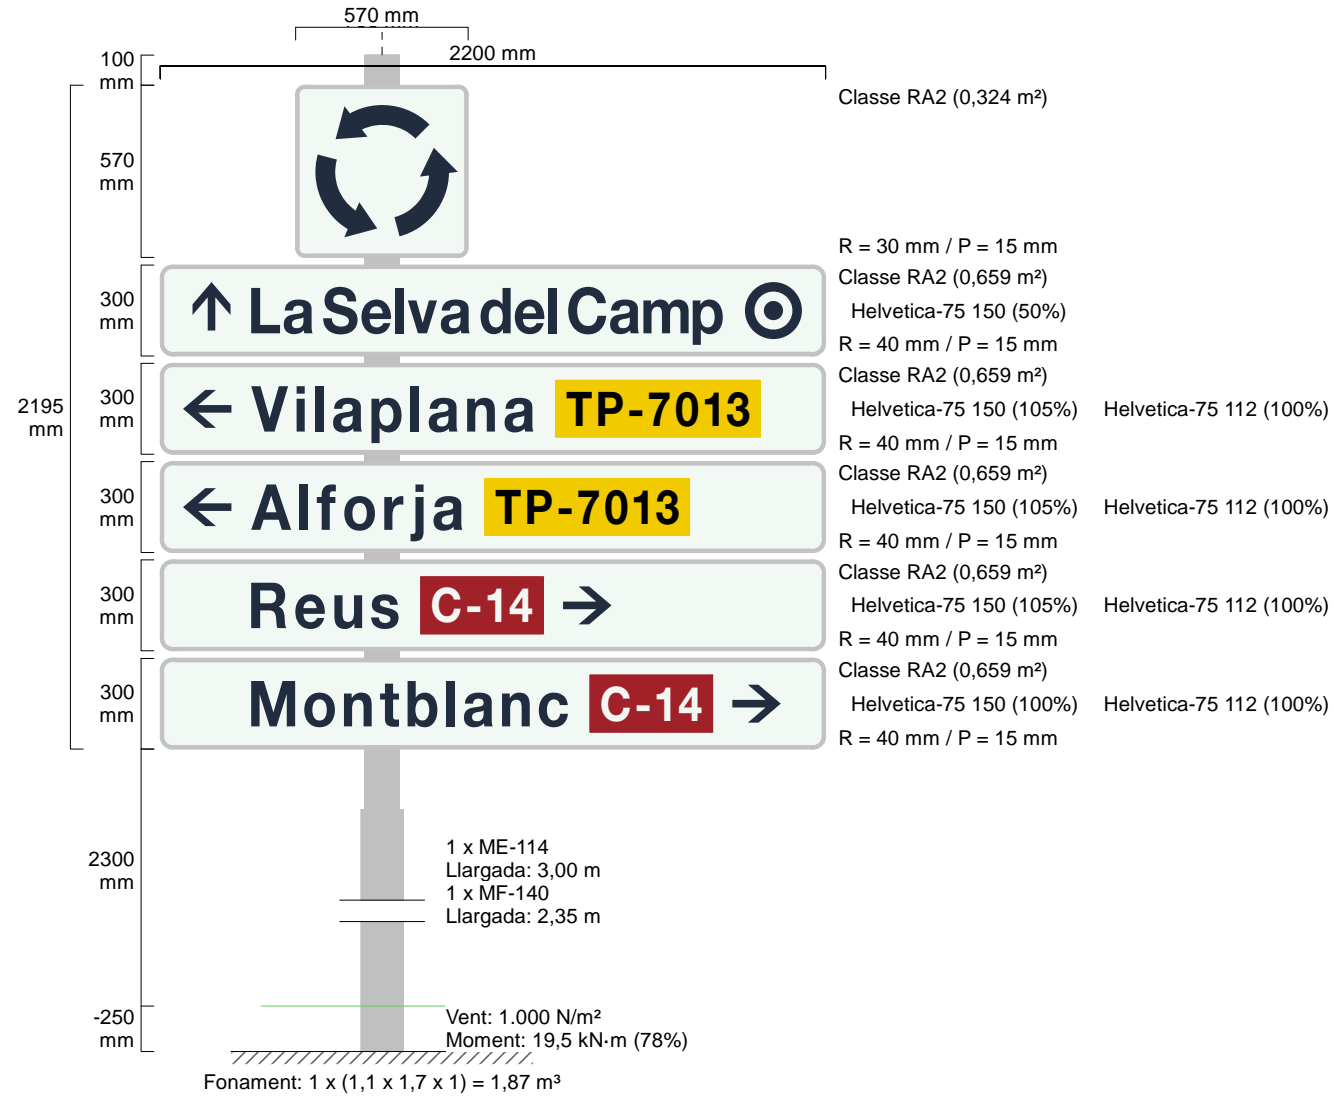 570 mm
100 mm
2200 mm
Classe RA2 (0,324 m²)
570 mm
R = 30 mm / P = 15 mm
300 mm
La Selva del Camp
Classe RA2 (0,659 m²)
Helvetica-75 150 (50%)
R = 40 mm / P = 15 mm
2195 mm
300 mm
Vilaplana TP-7013
Classe RA2 (0,659 m²)
Helvetica-75 150 (105%) Helvetica-75 112 (100%)
R = 40 mm / P = 15 mm
300 mm
Alforja TP-7013
Classe RA2 (0,659 m²)
Helvetica-75 150 (105%) Helvetica-75 112 (100%)
R = 40 mm / P = 15 mm
300 mm
Reus C-14
Classe RA2 (0,659 m²)
Helvetica-75 150 (105%) Helvetica-75 112 (100%)
R = 40 mm / P = 15 mm
300 mm
Montblanc C-14
Classe RA2 (0,659 m²)
Helvetica-75 150 (100%) Helvetica-75 112 (100%)
R = 40 mm / P = 15 mm
2300 mm
1 x ME-114
Llargada: 3,00 m
1 x MF-140
Llargada: 2,35 m
-250 mm
Vent: 1.000 N/m²
Moment: 19,5 kN·m (78%)
Fonament: 1 x (1,1 x 1,7 x 1) = 1,87 m³